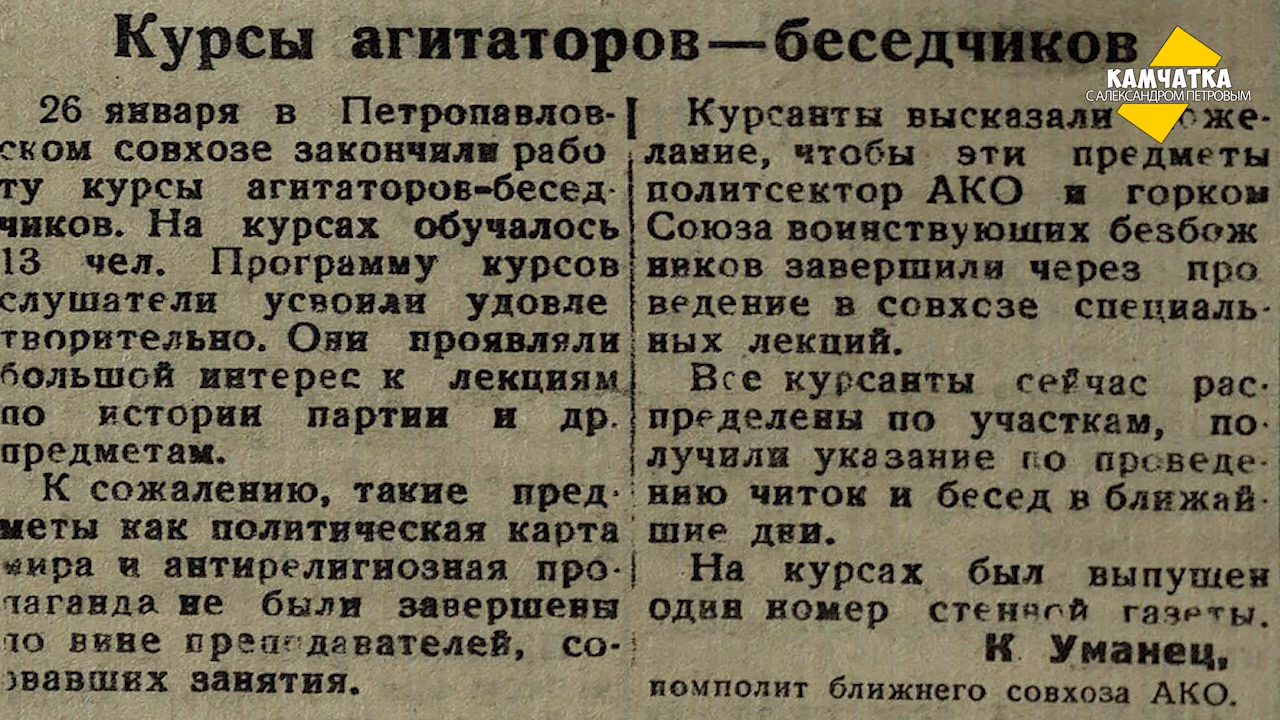 Курсы агитаторов—беседчиков
КАМЧАТКА
С АЛЕКСАНДРОМ ПЕТРОВЫМ
26 января в Петропавлов-
ском совхозе закончили рабо
ту курсы агитаторов-бесед-
чиков. На курсах обучалось
13 чел. Программу курсов
слушатели усвоили удовле
творительно. Они проявляли
большой интерес к лекциям
по истории партии и др.
предметам.
К сожалению, такие пред-
меты как политическая карта
мира и антирелигиозная про-
паганда не были завершены
по вине преподавателей, со-
рвавших занятия.
Курсанты высказали поже-
лание, чтобы эти предметы
политсектор АКО и горком
Союза воинствующих безбож
ников завершили через про
ведение в совхозе специаль-
ных лекций.
Все курсанты сейчас рас-
пределены по участкам, по-
лучили указание по проведе-
нию читок и бесед в ближай-
шие дни.
На курсах был выпущен
один номер стенной газеты.
К Уманец,
помполит ближнего совхоза АКО.